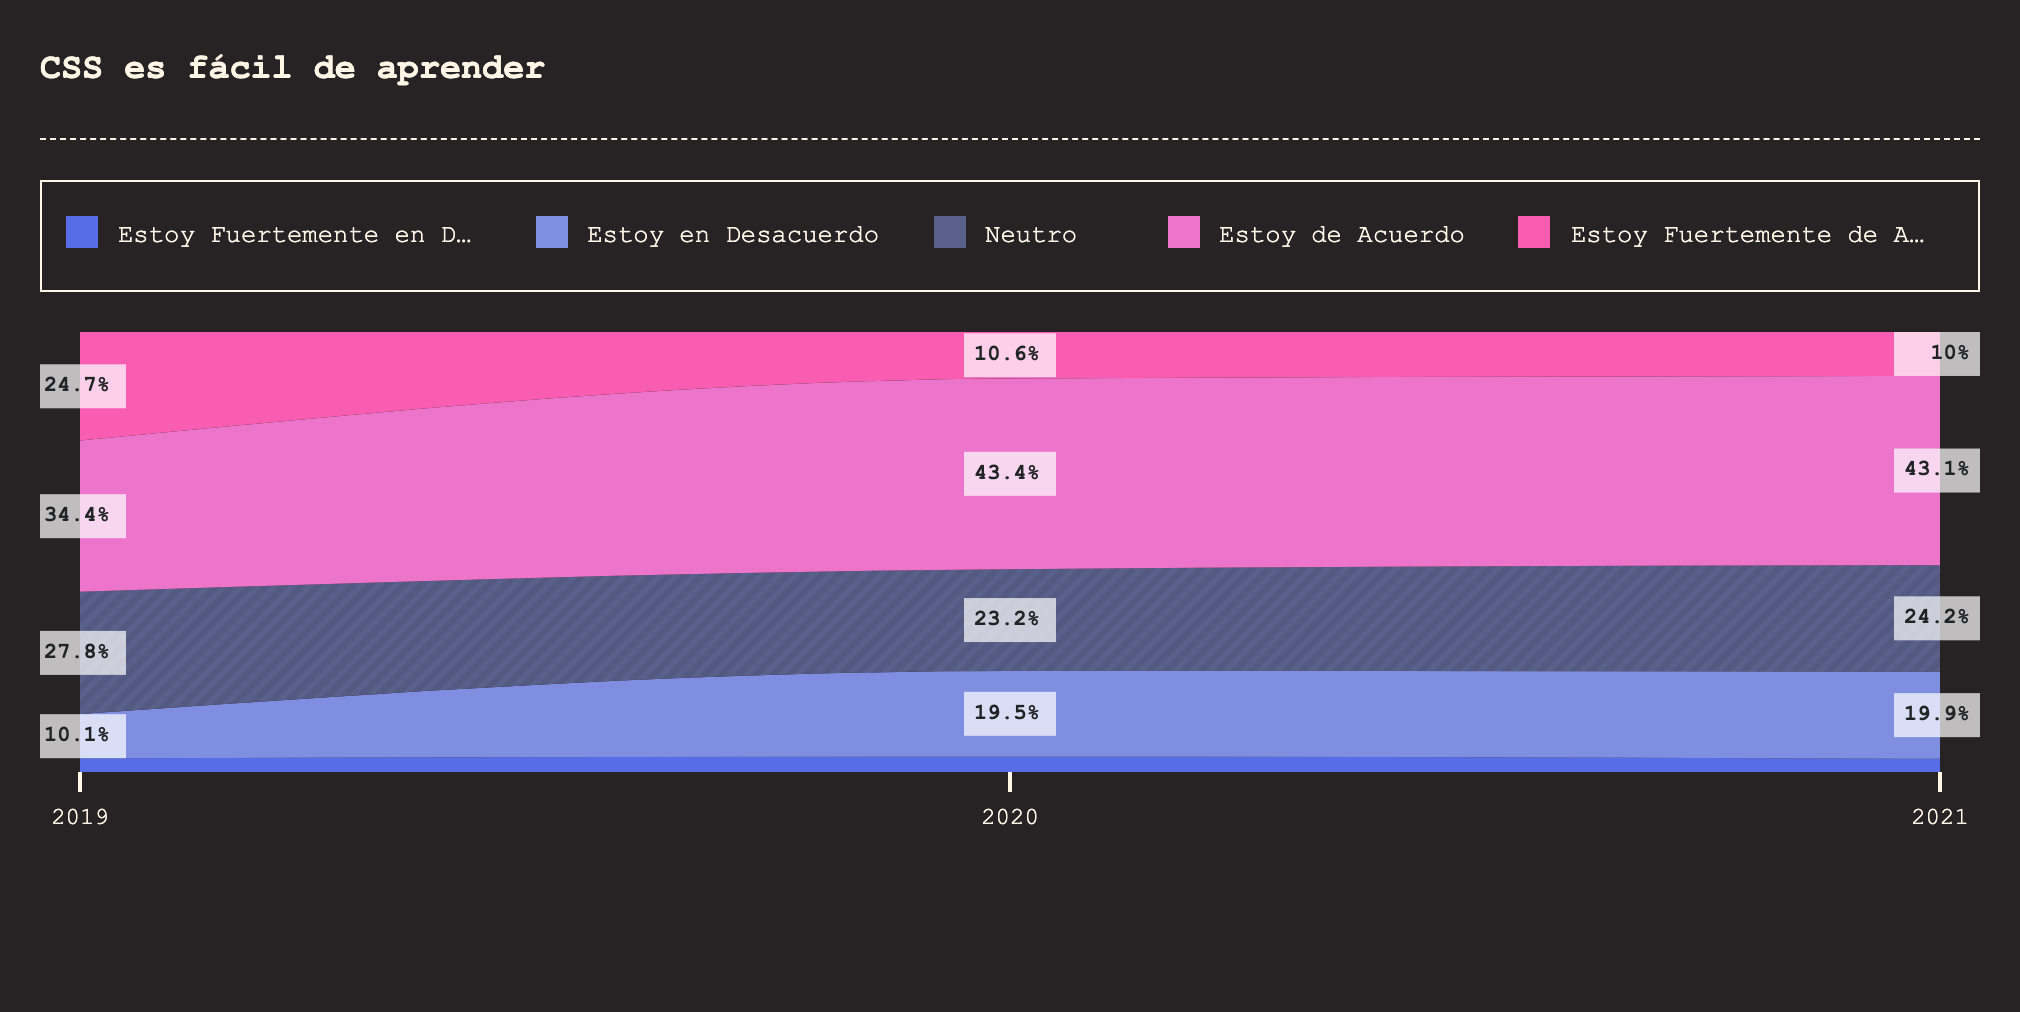 CSS es fácil de aprender
Estoy Fuertemente en D…
Estoy en Desacuerdo
Neutro
Estoy de Acuerdo
Estoy Fuertemente de A…
24.7%
10.6%
10%
34.4%
43.4%
43.1%
27.8%
23.2%
24.2%
10.1%
19.5%
19.9%
2019
2020
2021